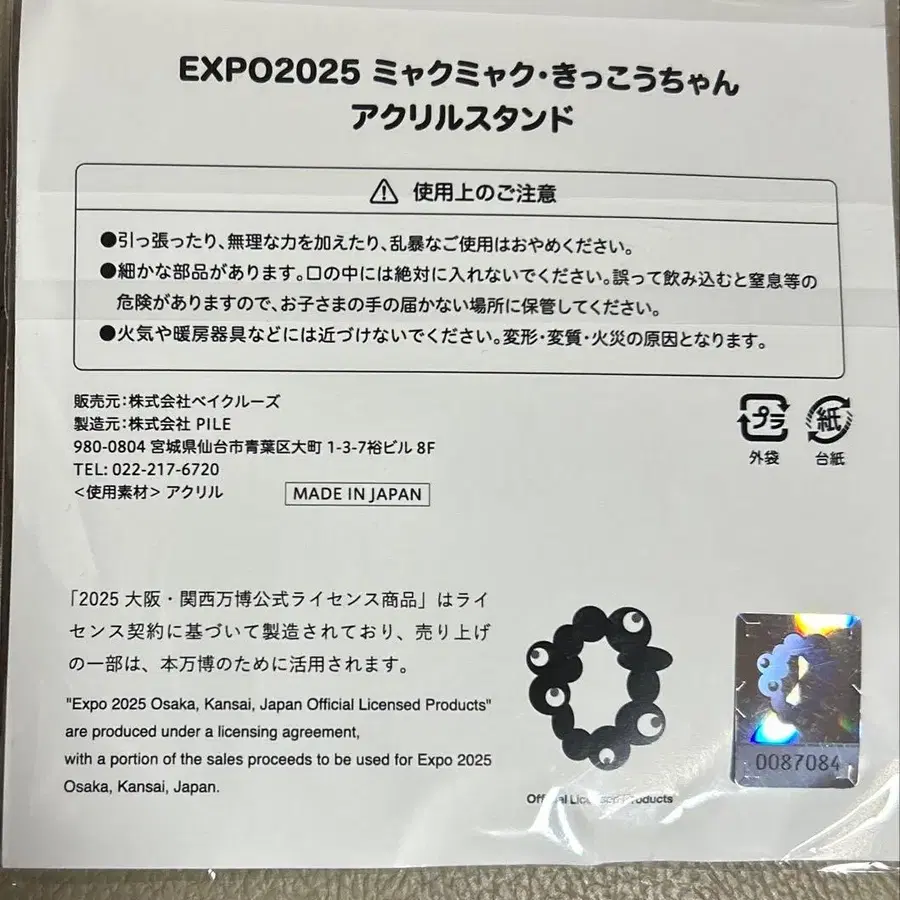 EXPO2025 ミャクミャク・きっこうちゃん
アクリルスタンド
使用上のご注意
●引っ張ったり、無理な力を加えたり、乱暴なご使用はおやめください。
●細かな部品があります。口の中には絶対に入れないでください。誤って飲み込むと窒息等の
危険がありますので、お子さまの手の届かない場所に保管してください。
●火気や暖房器具などには近づけないでください。変形・変質・火災の原因となります。
販売元:株式会社ベイクルーズ
製造元:株式会社 PILE
980-0804 宮城県仙台市青葉区大町 1-3-7裕ビル 8F
TEL: 022-217-6720
<使用素材> アクリル
MADE IN JAPAN
プラ
外袋
紙
台紙
「2025 大阪・関西万博公式ライセンス商品」はライ
センス契約に基づいて製造されており、売り上げ
の一部は、本万博のために活用されます。
"Expo 2025 Osaka, Kansai, Japan Official Licensed Products"
are produced under a licensing agreement,
with a portion of the sales proceeds to be used for Expo 2025
Osaka, Kansai, Japan.
Official Licensed Products
0087084